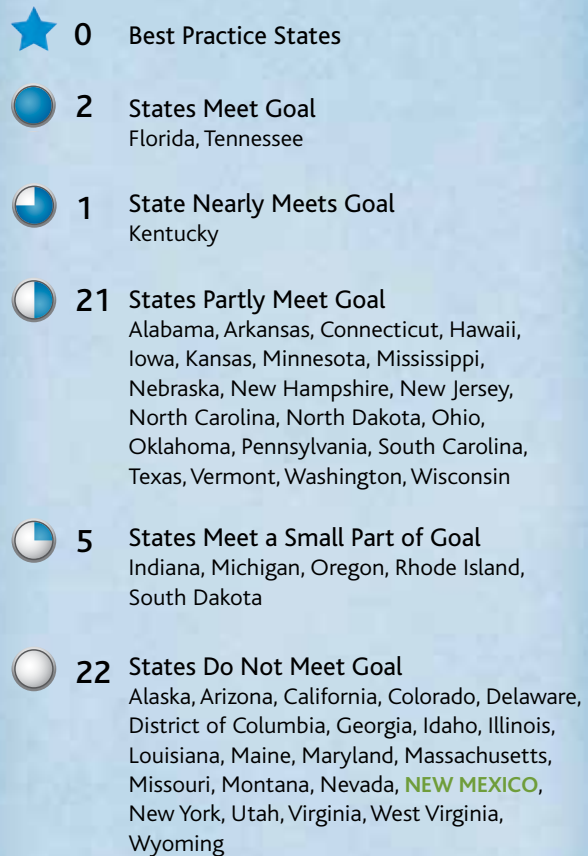 0 Best Practice States
2 States Meet Goal
Florida, Tennessee
1 State Nearly Meets Goal
Kentucky
21 States Partly Meet Goal
Alabama, Arkansas, Connecticut, Hawaii,
Iowa, Kansas, Minnesota, Mississippi,
Nebraska, New Hampshire, New Jersey,
North Carolina, North Dakota, Ohio,
Oklahoma, Pennsylvania, South Carolina,
Texas, Vermont, Washington, Wisconsin
5 States Meet a Small Part of Goal
Indiana, Michigan, Oregon, Rhode Island,
South Dakota
22 States Do Not Meet Goal
Alaska, Arizona, California, Colorado, Delaware,
District of Columbia, Georgia, Idaho, Illinois,
Louisiana, Maine, Maryland, Massachusetts,
Missouri, Montana, Nevada, NEW MEXICO,
New York, Utah, Virginia, West Virginia,
Wyoming